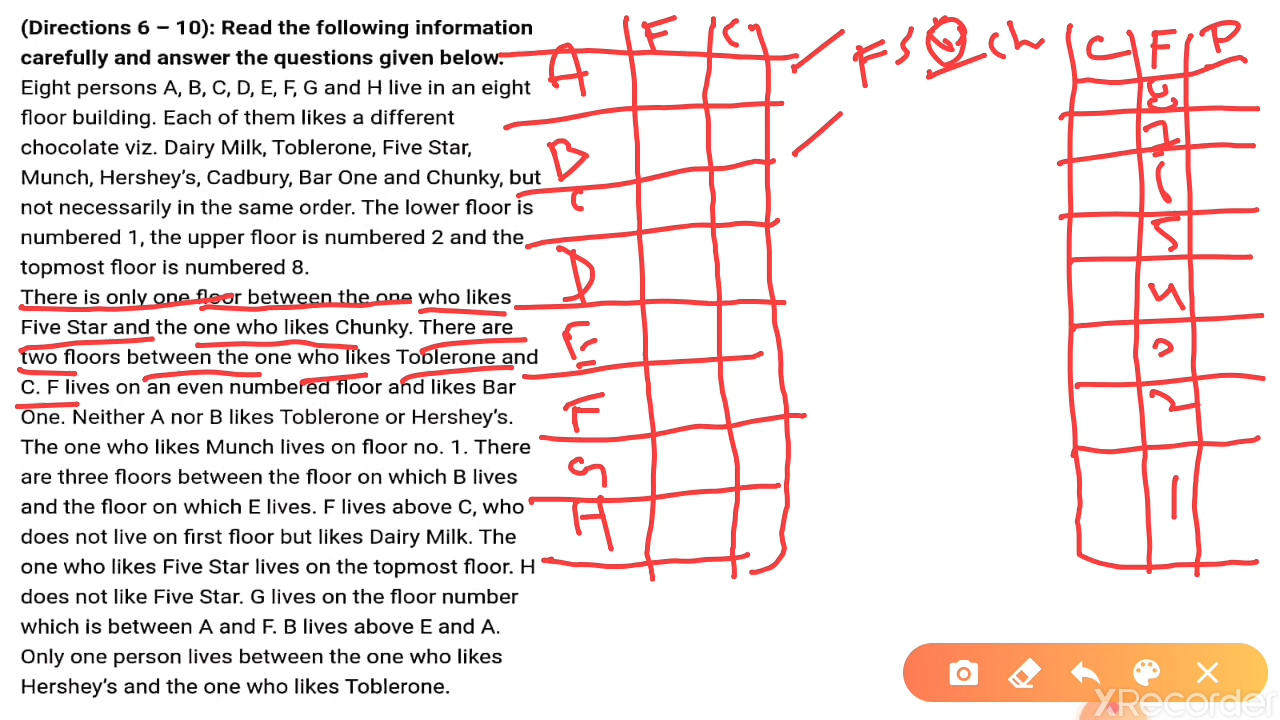 (Directions 6 – 10): Read the following information
carefully and answer the questions given below.
Eight persons A, B, C, D, E, F, G and H live in an eight
floor building. Each of them likes a different
chocolate viz. Dairy Milk, Toblerone, Five Star,
Munch, Hershey's, Cadbury, Bar One and Chunky, but
not necessarily in the same order. The lower floor is
numbered 1, the upper floor is numbered 2 and the
topmost floor is numbered 8.
There is only one floor between the one who likes
Five Star and the one who likes Chunky. There are
two floors between the one who likes Toblerone and
C. F lives on an even numbered floor and likes Bar
One. Neither A nor B likes Toblerone or Hershey's.
The one who likes Munch lives on floor no. 1. There
are three floors between the floor on which B lives
and the floor on which E lives. F lives above C, who
does not live on first floor but likes Dairy Milk. The
one who likes Five Star lives on the topmost floor. H
does not like Five Star. G lives on the floor number
which is between A and F. B lives above E and A.
Only one person lives between the one who likes
Hershey's and the one who likes Toblerone.
F C
A
B
C
D
E
F
G
H
FS Ch
C F P
8
7
6
5
4
3
2
1
XRecorder